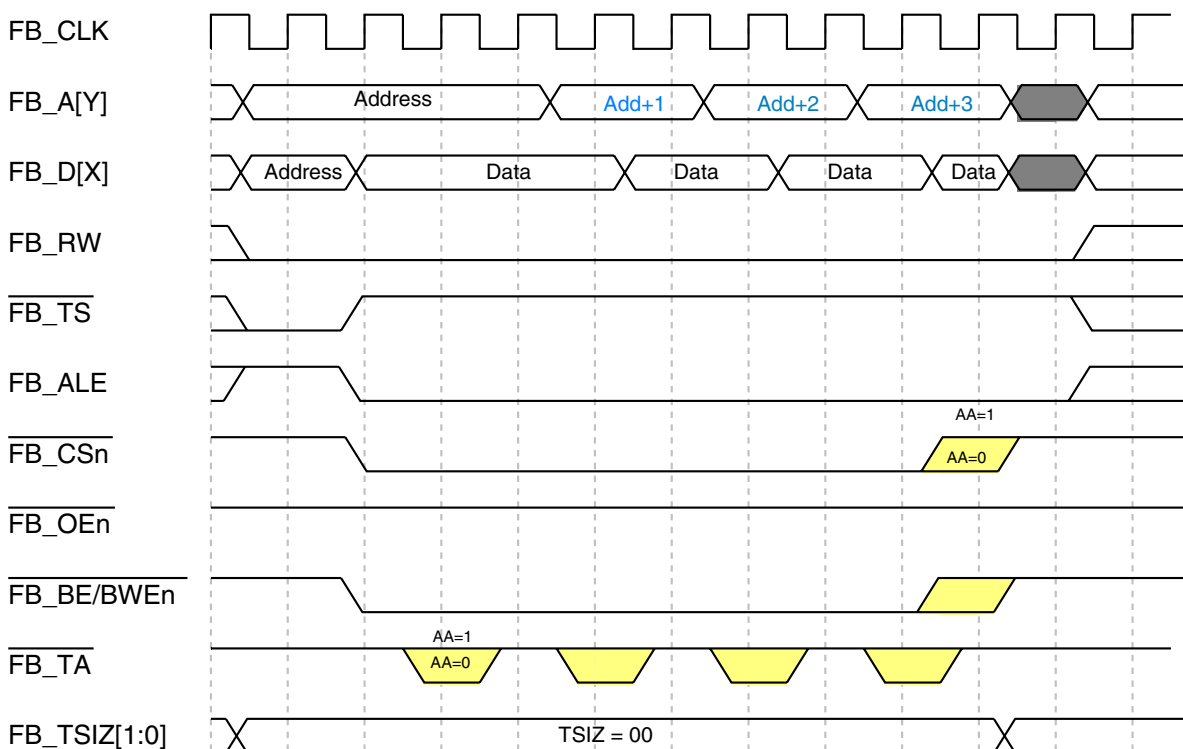 FB_CLK
FB_A[Y] Address Add+1 Add+2 Add+3
FB_D[X] Address Data Data Data Data
FB_RW
FB_TS
FB_ALE
AA=1
FB_CSn AA=0
FB_OEn
FB_BE/BWEn
AA=1
FB_TA AA=0
FB_TSIZ[1:0] TSIZ = 00